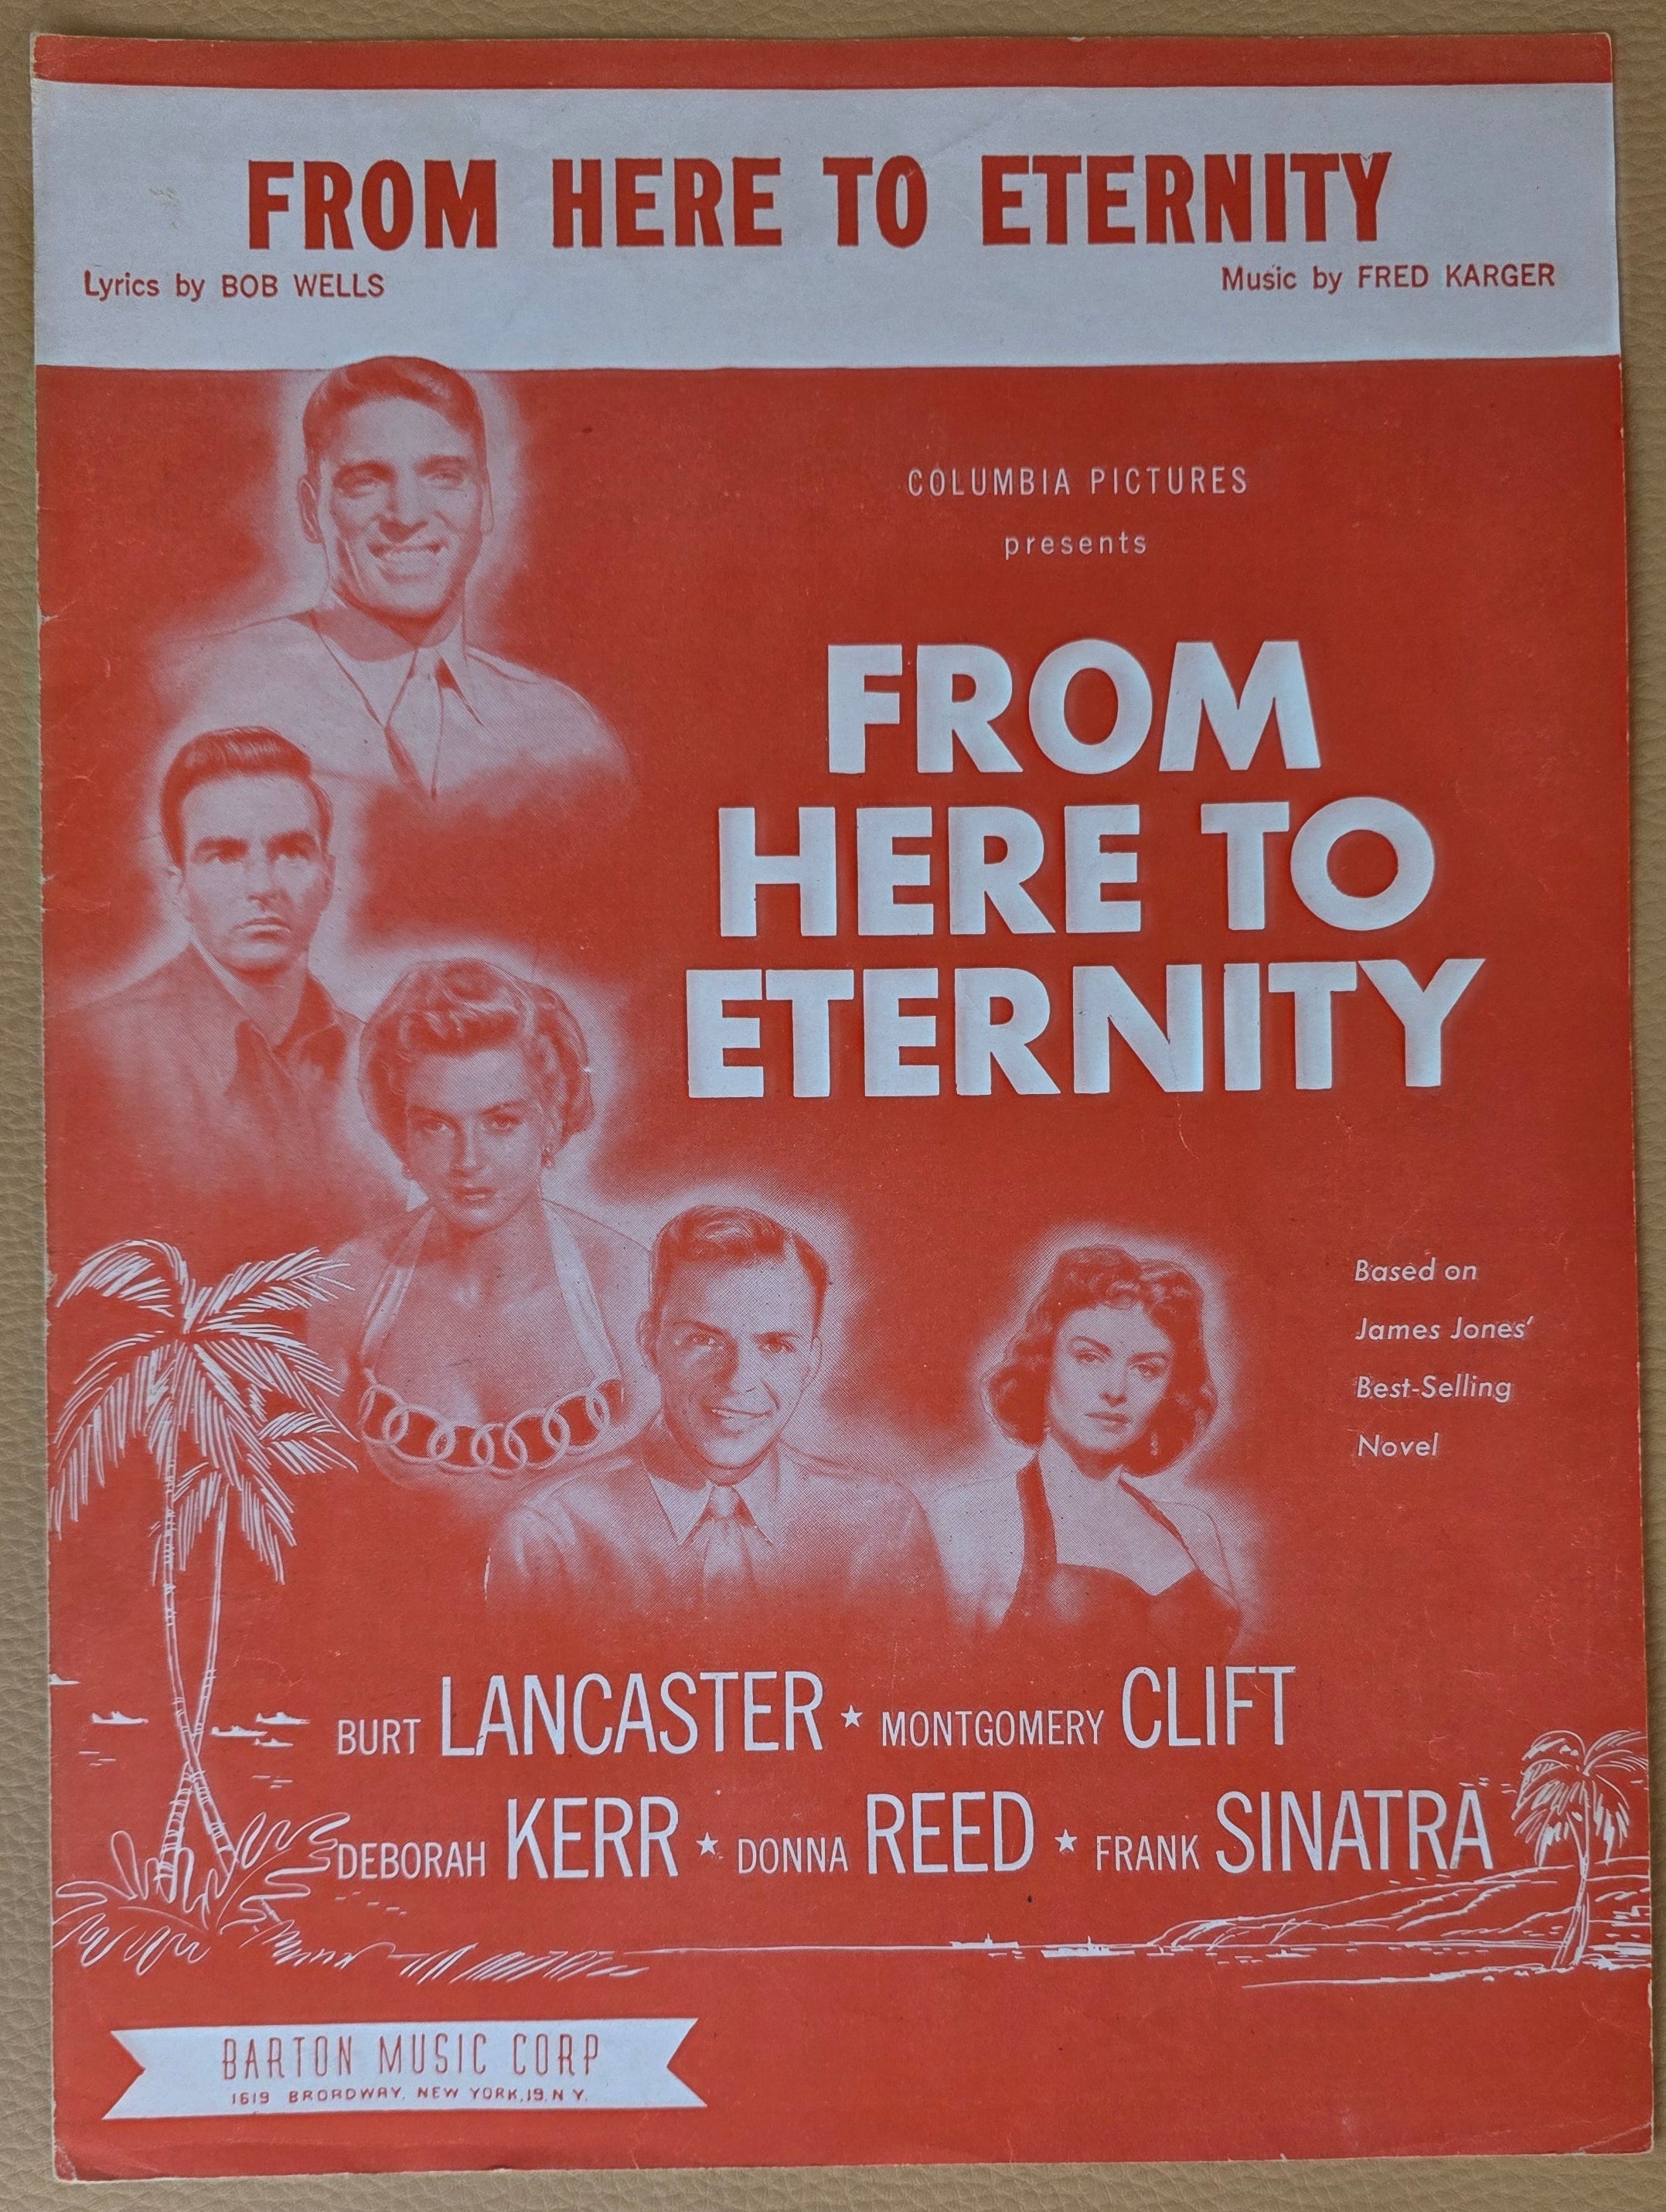 FROM HERE TO ETERNITY
Lyrics by BOB WELLS
Music by FRED KARGER
COLUMBIA PICTURES
presents
FROM
HERE TO
ETERNITY
Based on
James Jones'
Best-Selling
Novel
BURT LANCASTER ★ MONTGOMERY CLIFT
DEBORAH KERR ★ DONNA REED ★ FRANK SINATRA
BARTON MUSIC CORP
1619 BROADWAY, NEW YORK, 19, N Y.